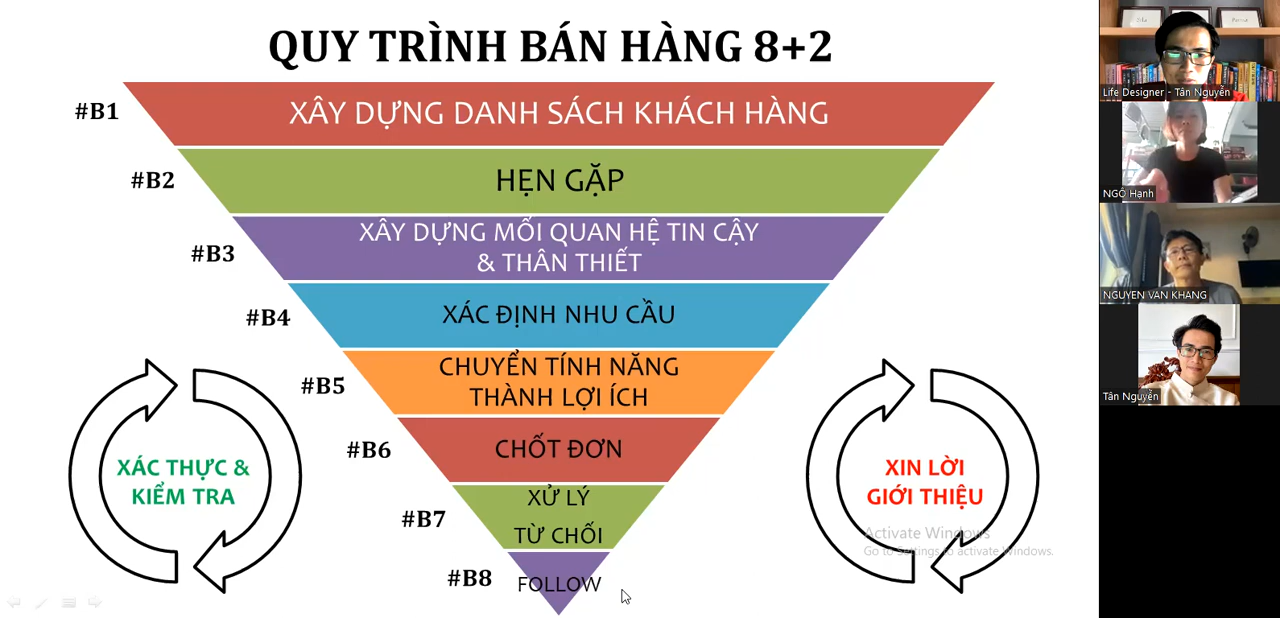 QUY TRÌNH BÁN HÀNG 8+2
#B1
XÂY DỰNG DANH SÁCH KHÁCH HÀNG
#B2
HẸN GẶP
#B3
XÂY DỰNG MỐI QUAN HỆ TIN CẬY
& THÂN THIẾT
#B4
XÁC ĐỊNH NHU CẦU
#B5
CHUYỂN TÍNH NĂNG
THÀNH LỢI ÍCH
#B6
CHỐT ĐƠN
#B7
XỬ LÝ
TỪ CHỐI
#B8
FOLLOW
XÁC THỰC &
KIỂM TRA
XIN LỜI
GIỚI THIỆU
Activate Windows
Go to Settings to activate Windows.
Life Designer - Tân Nguyễn
NGÔ Hạnh
NGUYEN VAN KHANG
Tân Nguyễn